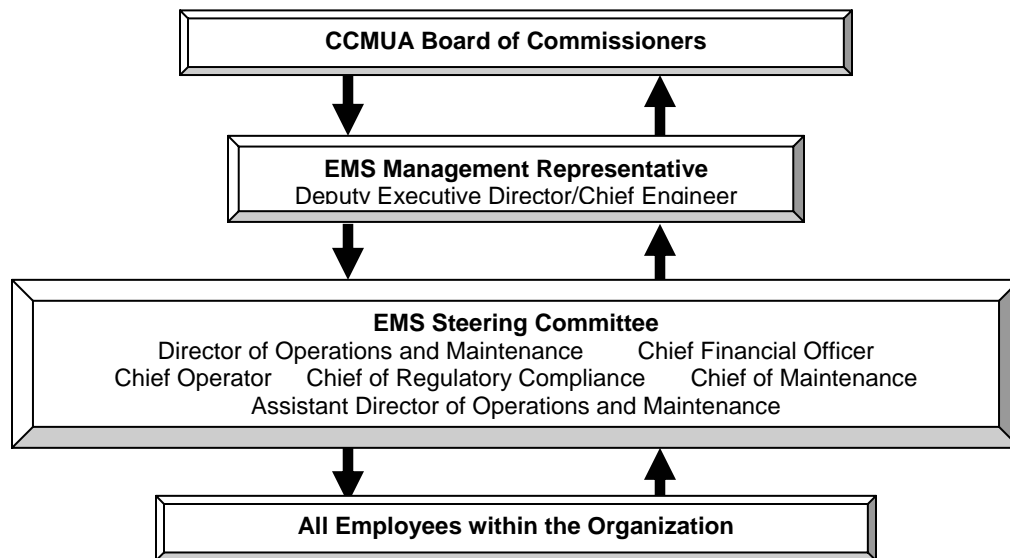 CCMUA Board of Commissioners
EMS Management Representative
Deputy Executive Director/Chief Engineer
EMS Steering Committee
Director of Operations and Maintenance Chief Financial Officer
Chief Operator Chief of Regulatory Compliance Chief of Maintenance
Assistant Director of Operations and Maintenance
All Employees within the Organization